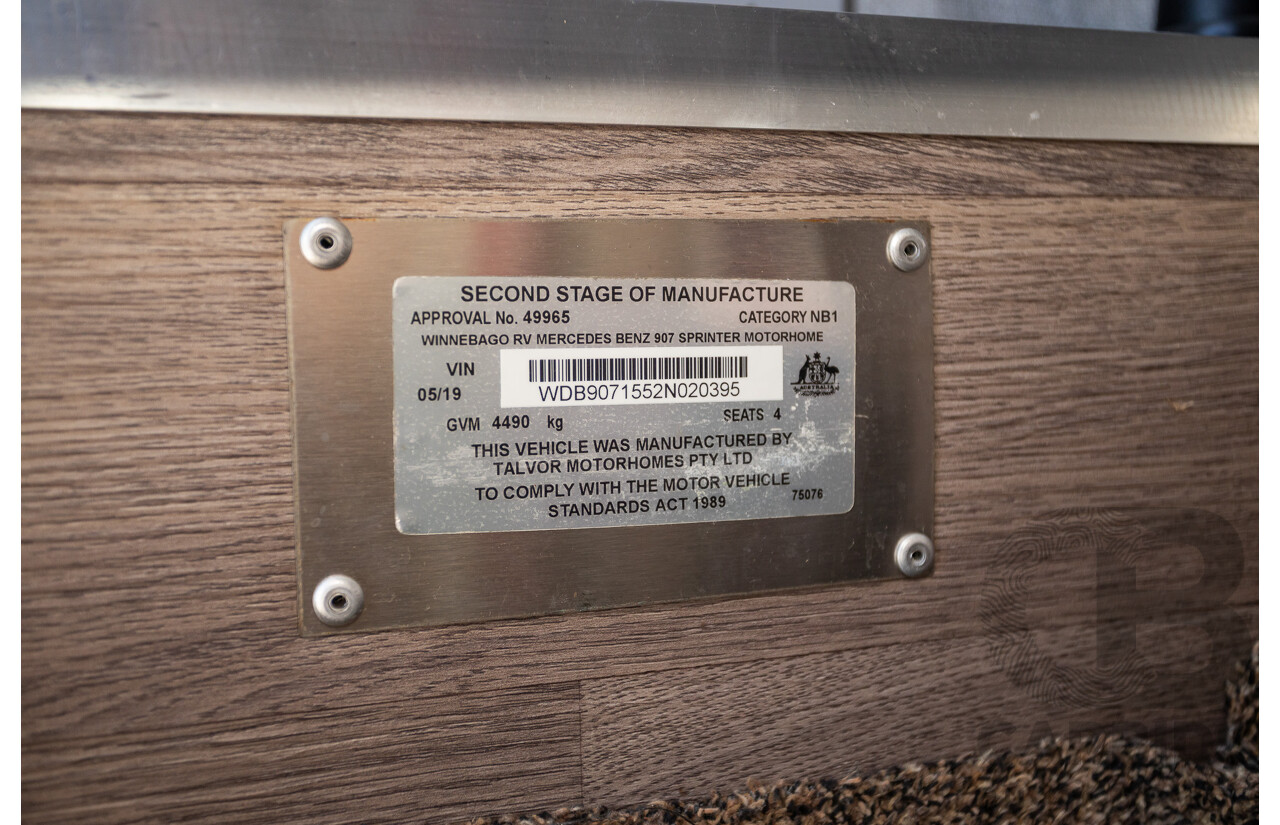 SECOND STAGE OF MANUFACTURE
APPROVAL No. 49965 CATEGORY NB1
WINNEBAGO RV MERCEDES BENZ 907 SPRINTER MOTORHOME
VIN
WDB9071552N020395
05/19
AUSTRALIA
GVM 4490 kg SEATS 4
THIS VEHICLE WAS MANUFACTURED BY
TALVOR MOTORHOMES PTY LTD
TO COMPLY WITH THE MOTOR VEHICLE
STANDARDS ACT 1989 75076